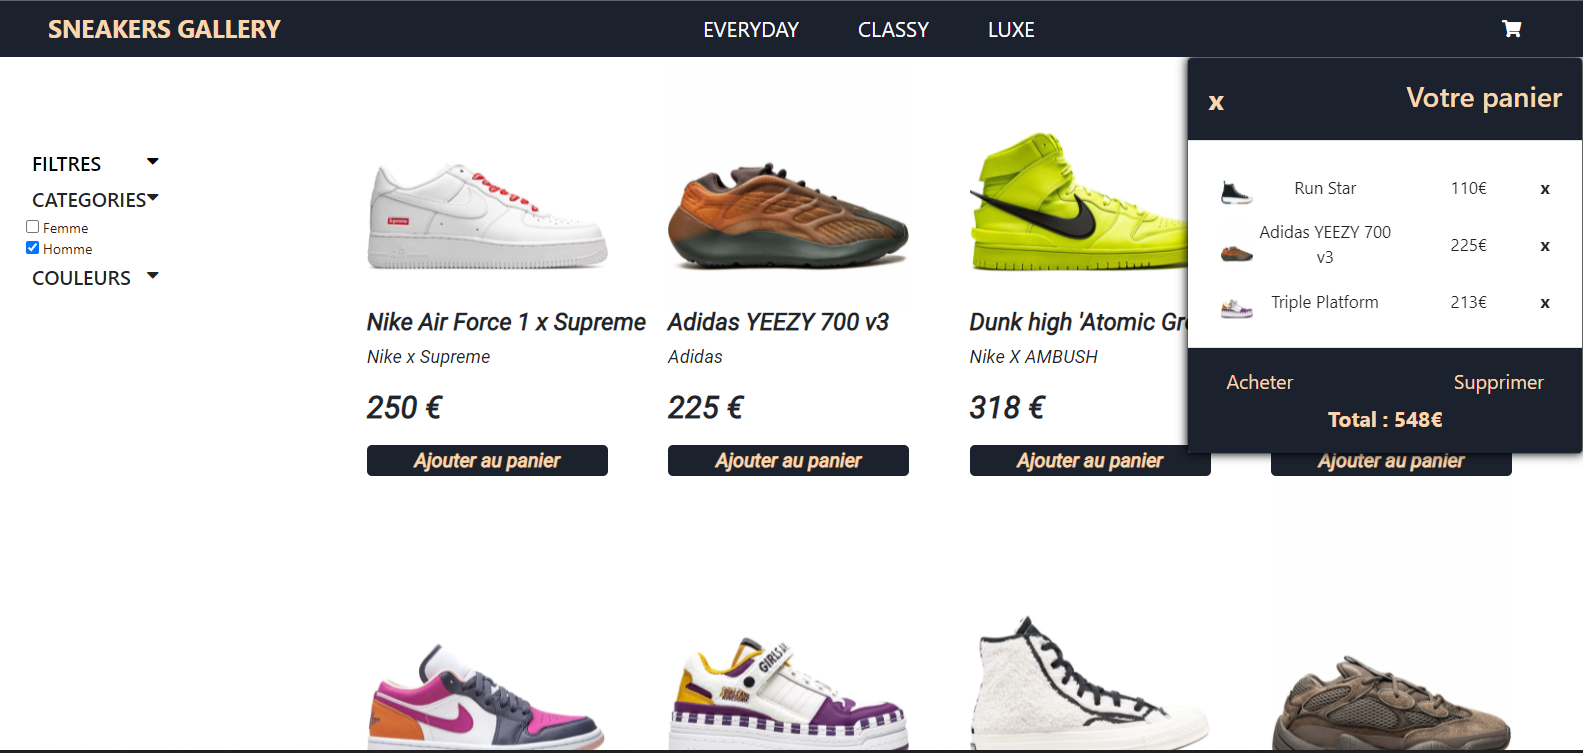 SNEAKERS GALLERY
EVERYDAY
CLASSY
LUXE
x
Votre panier
Run Star
110€
x
Adidas YEEZY 700
v3
225€
x
Triple Platform
213€
x
Acheter
Supprimer
Total : 548€
FILTRES
CATEGORIES
Femme
Homme
COULEURS
Nike Air Force 1 x Supreme
Nike x Supreme
250 €
Ajouter au panier
Adidas YEEZY 700 v3
Adidas
225 €
Ajouter au panier
Dunk high 'Atomic Gr
Nike X AMBUSH
318 €
Ajouter au panier
Ajouter au panier
Supreme
GIRLS A